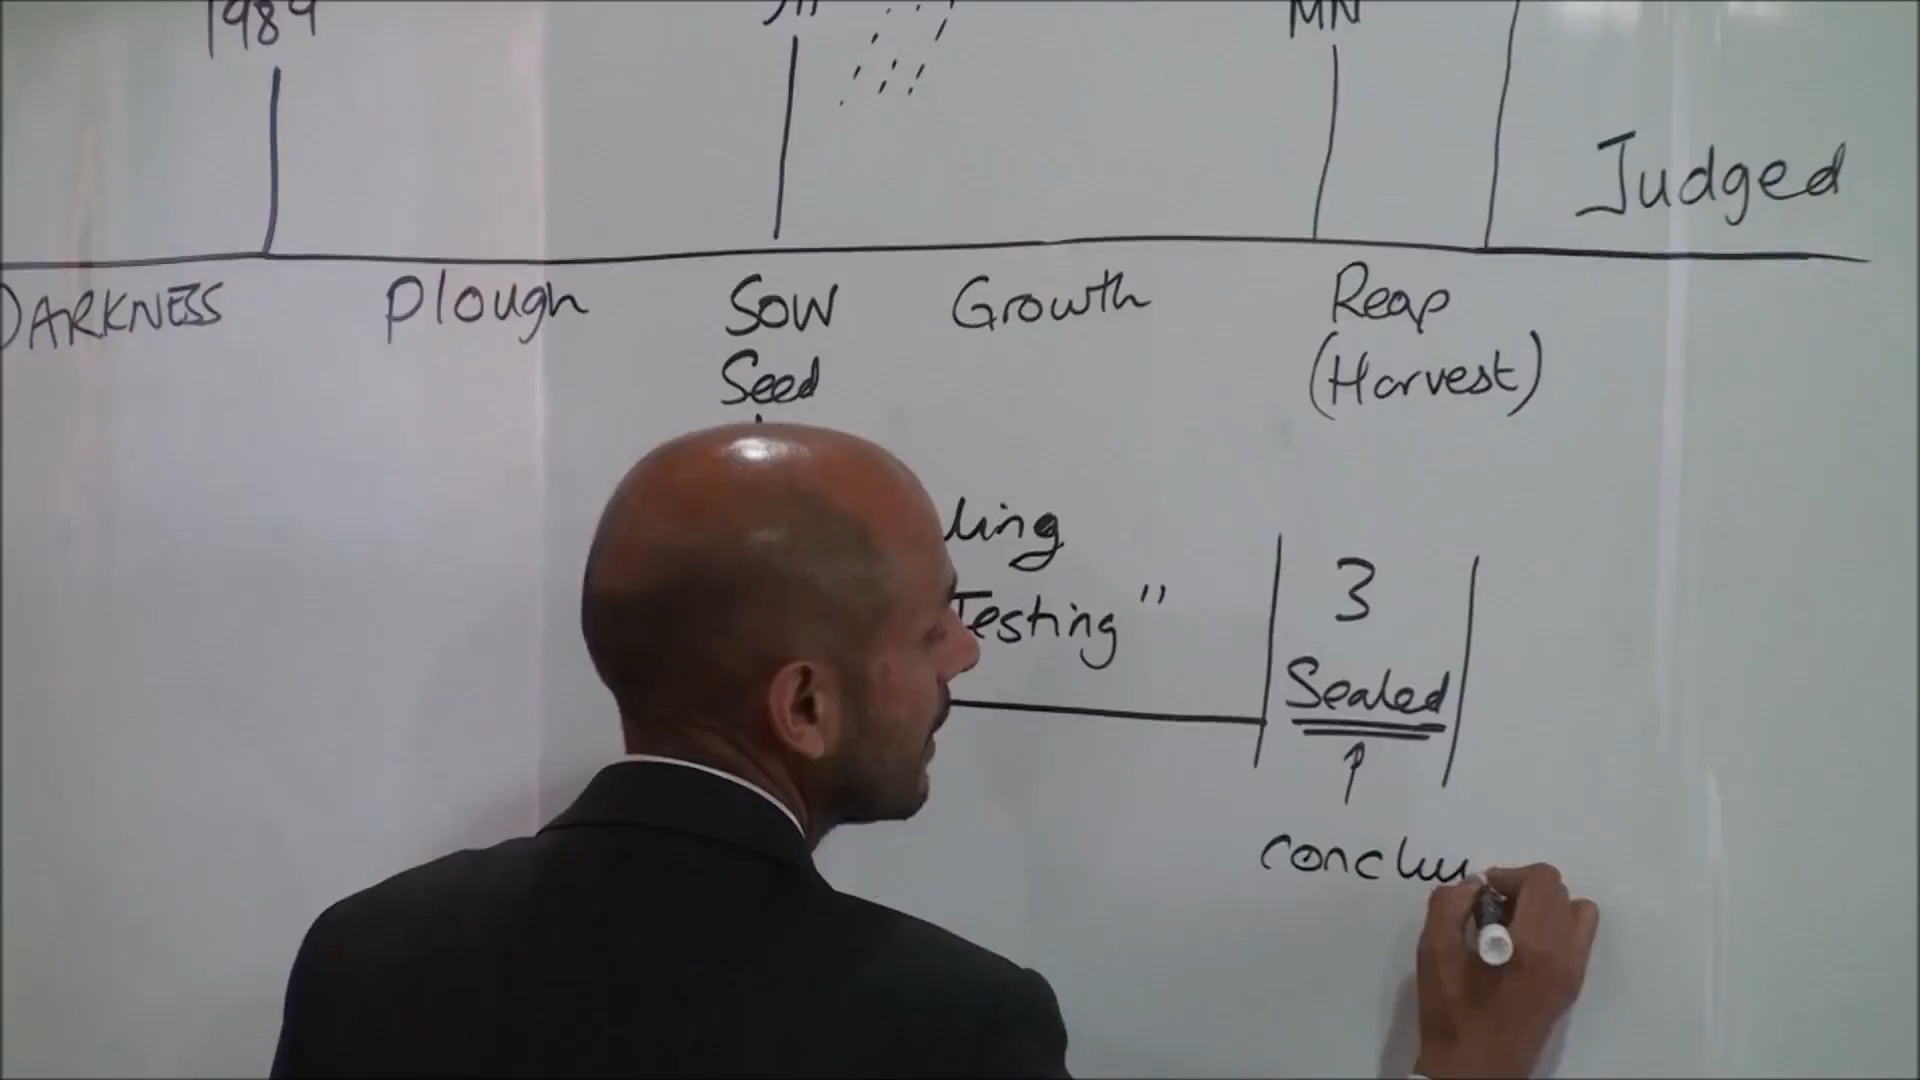 1989
MN
Judged
DARKNESS Plough Sow Growth Reap
Seed (Harvest)
ling
Testing"
3
Sealed
conclu